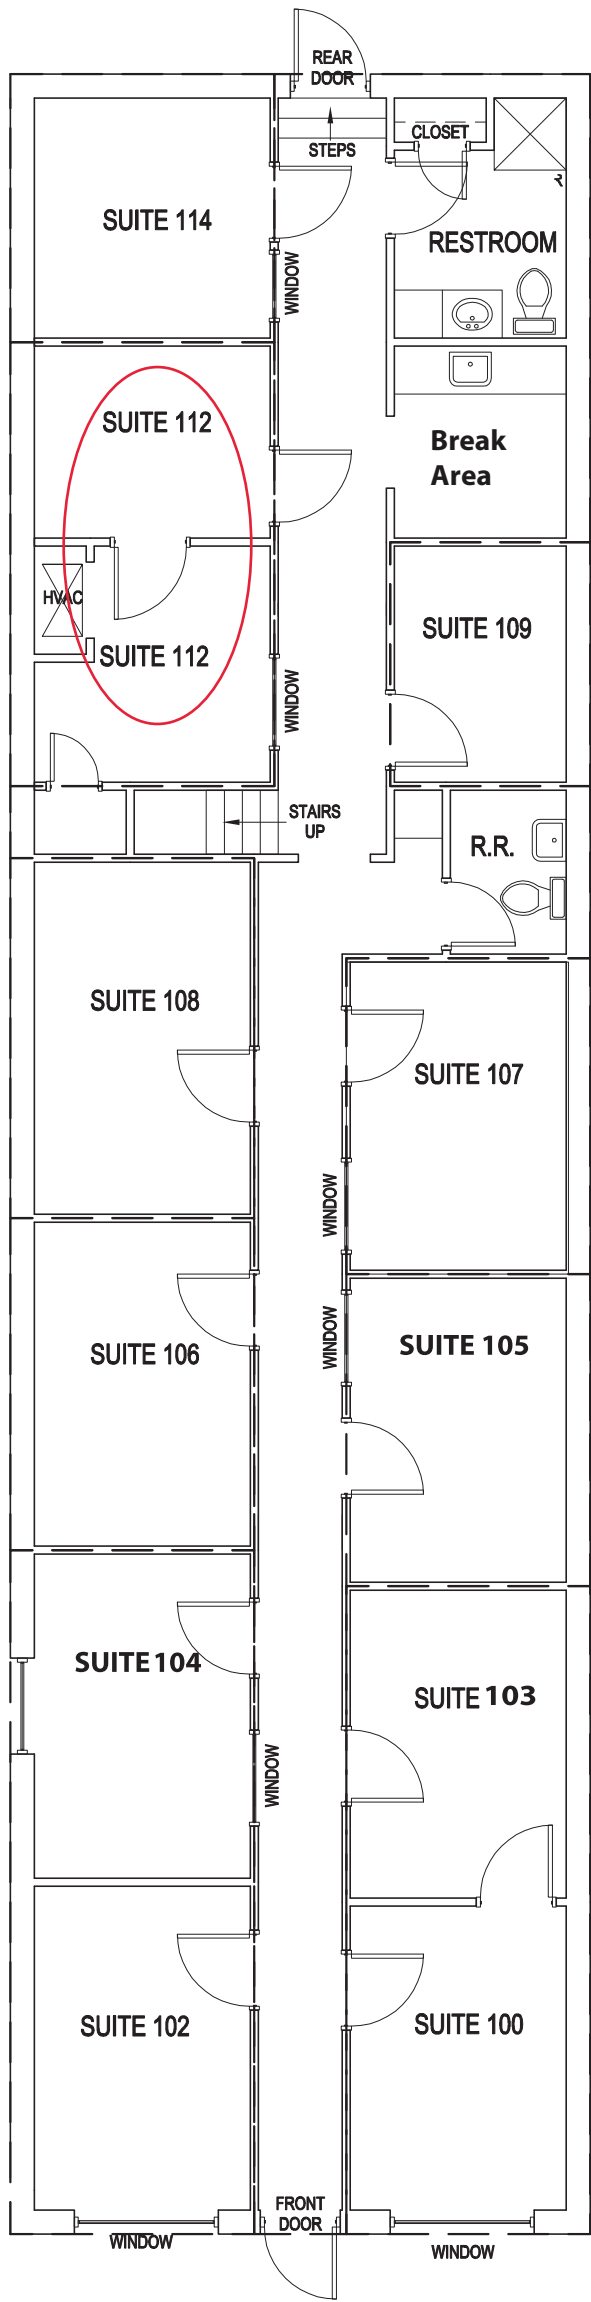 REAR
DOOR
CLOSET
STEPS
SUITE 114
RESTROOM
WINDOW
SUITE 112
Break
Area
HVAC
SUITE 109
SUITE 112
WINDOW
STAIRS
UP
R.R.
SUITE 108
SUITE 107
WINDOW
WINDOW
SUITE 105
SUITE 106
SUITE 104
SUITE 103
WINDOW
SUITE 102
SUITE 100
FRONT
DOOR
WINDOW
WINDOW